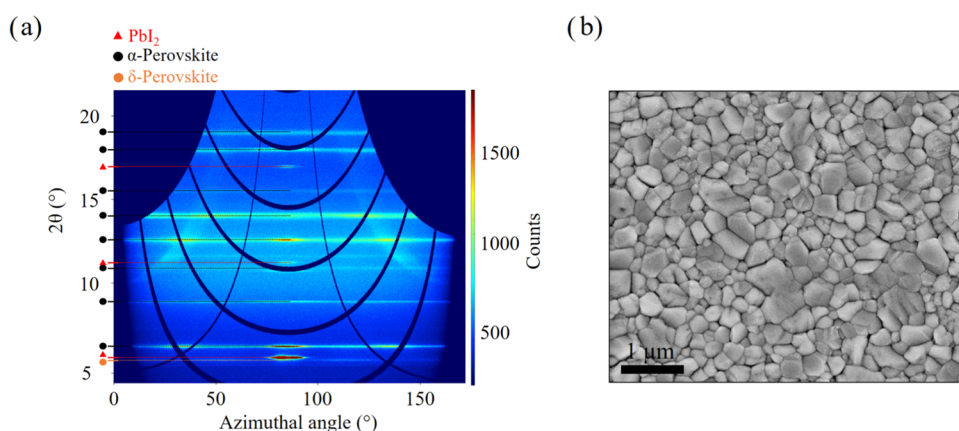 (a)
PbI₂
α-Perovskite
δ-Perovskite
20
15
10
5
2θ (°)
0
50
100
150
Azimuthal angle (°)
1500
1000
500
Counts
(b)
1 μm